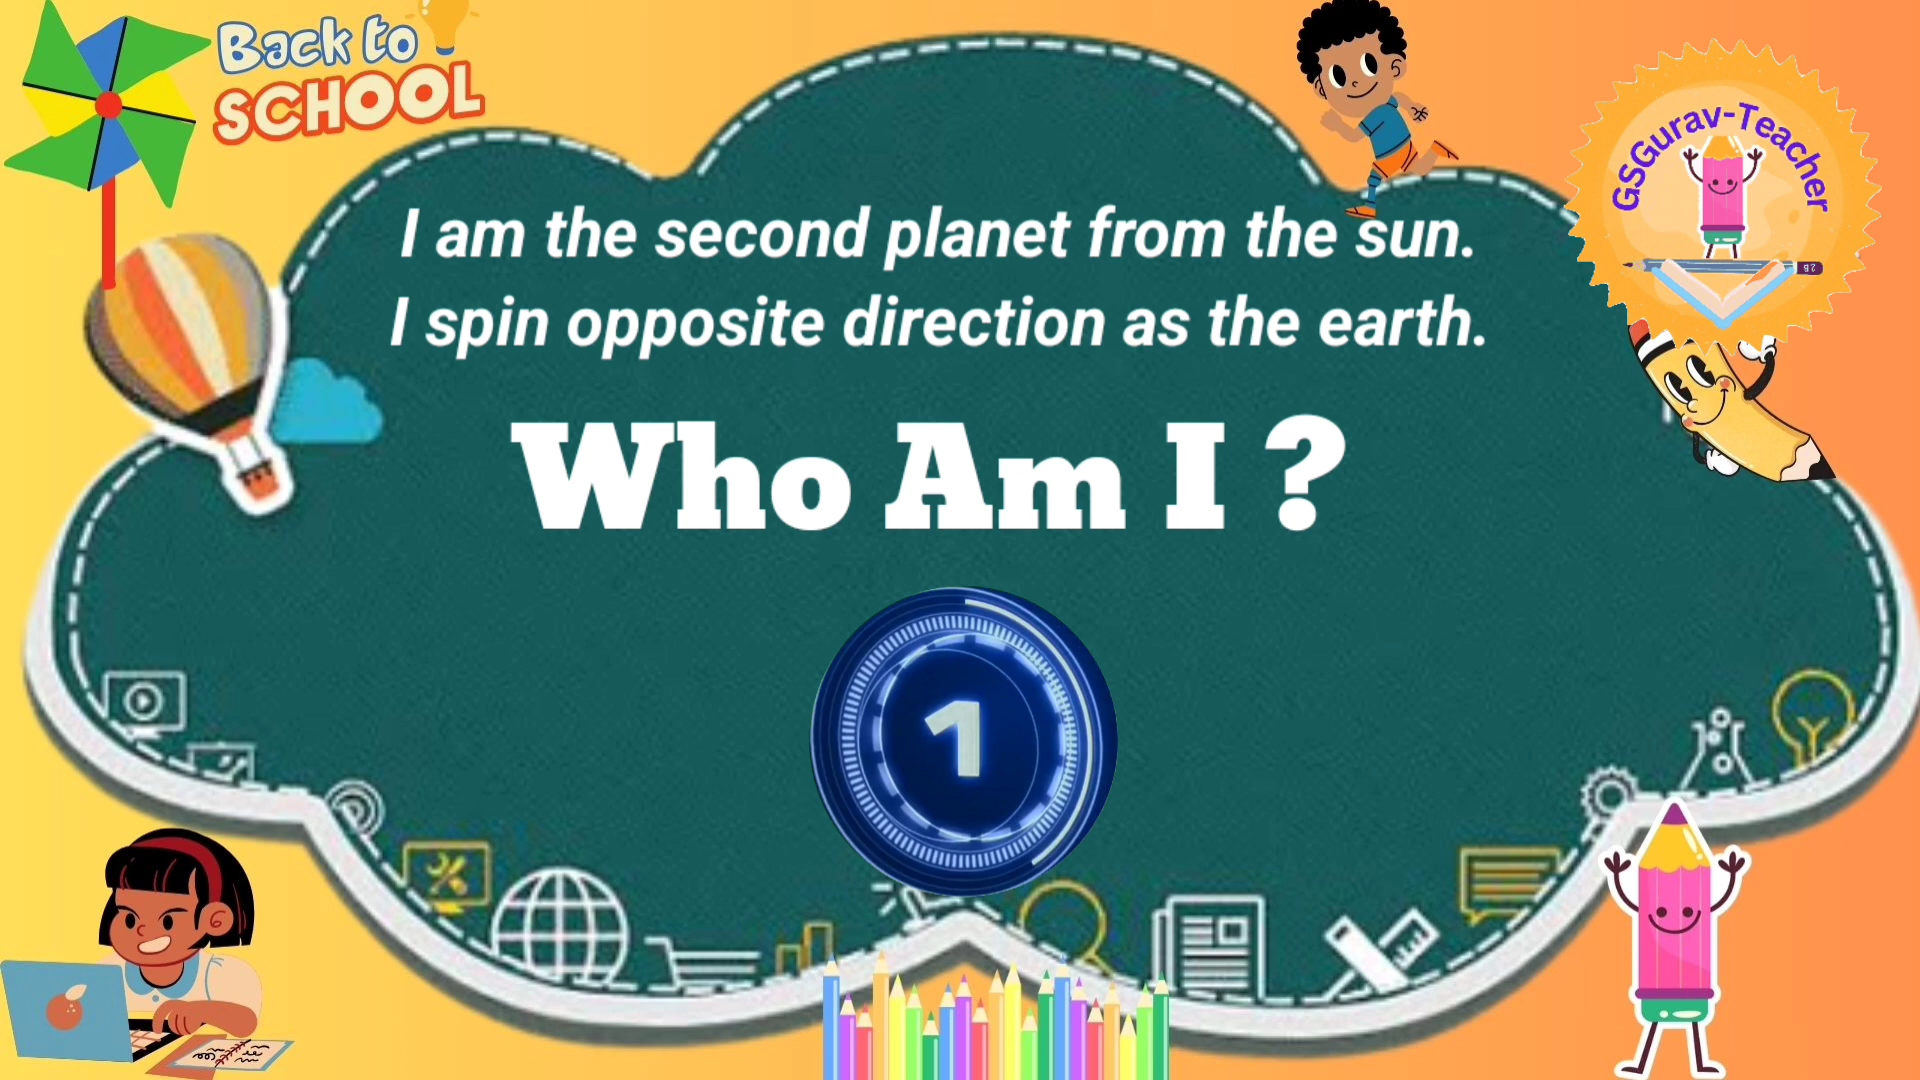 Back to
SCHOOL
GSGurav-Teacher
2B
I am the second planet from the sun.
I spin opposite direction as the earth.
Who Am I ?
1